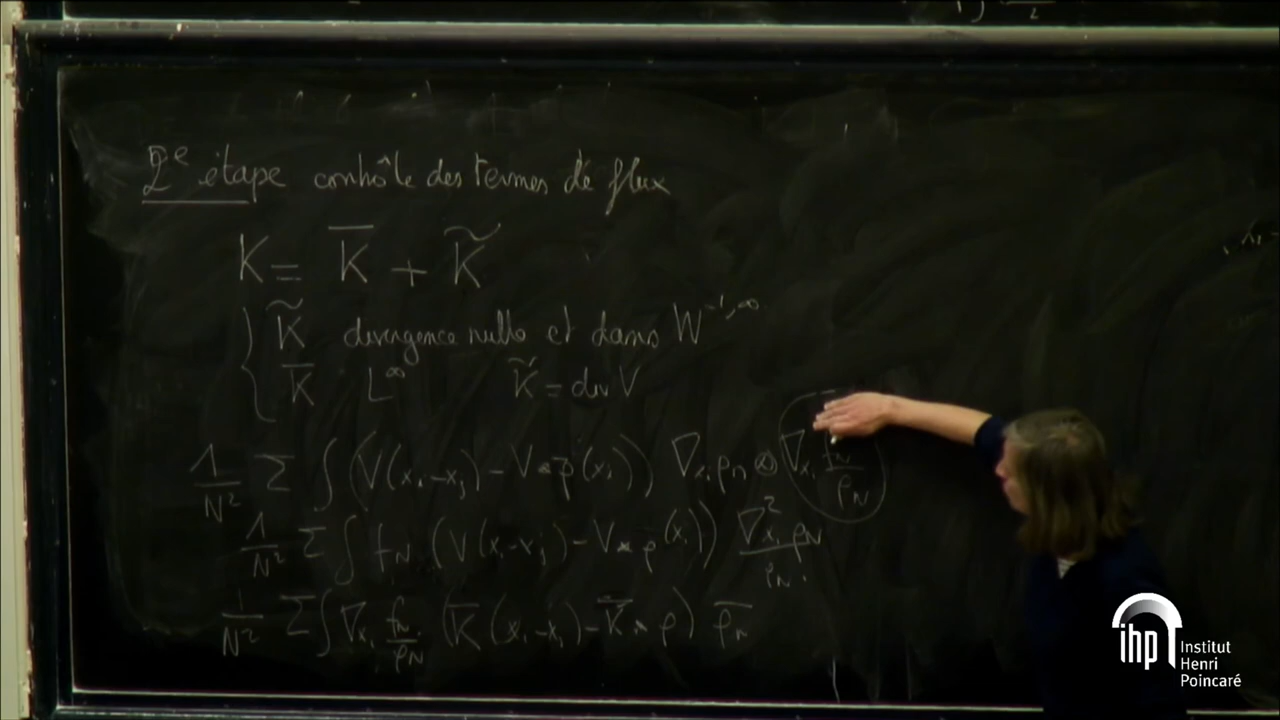 2e étape contrôle des termes de flux
K = K̅ + K̃
K̃ divergence nulle et dans W^{-1,∞}
K̅ L^∞ K̃ = div V
1/N² Σ ∫ (V(x_i - x_j) - V * ρ̅(x_i)) ∇_{x_i} ρ_N ⊗ ∇_{x_i} f_N/ρ_N
1/N² Σ ∫ f_N (V(x_i - x_j) - V * ρ(x_i)) ∇²_{x_i} ρ_N/ρ_N
1/N² Σ ∫ ∇_{x_i} f_N/ρ_N (K̅(x_i - x_j) - K̅ * ρ) ρ̅_N
ihp Institut
Henri
Poincaré